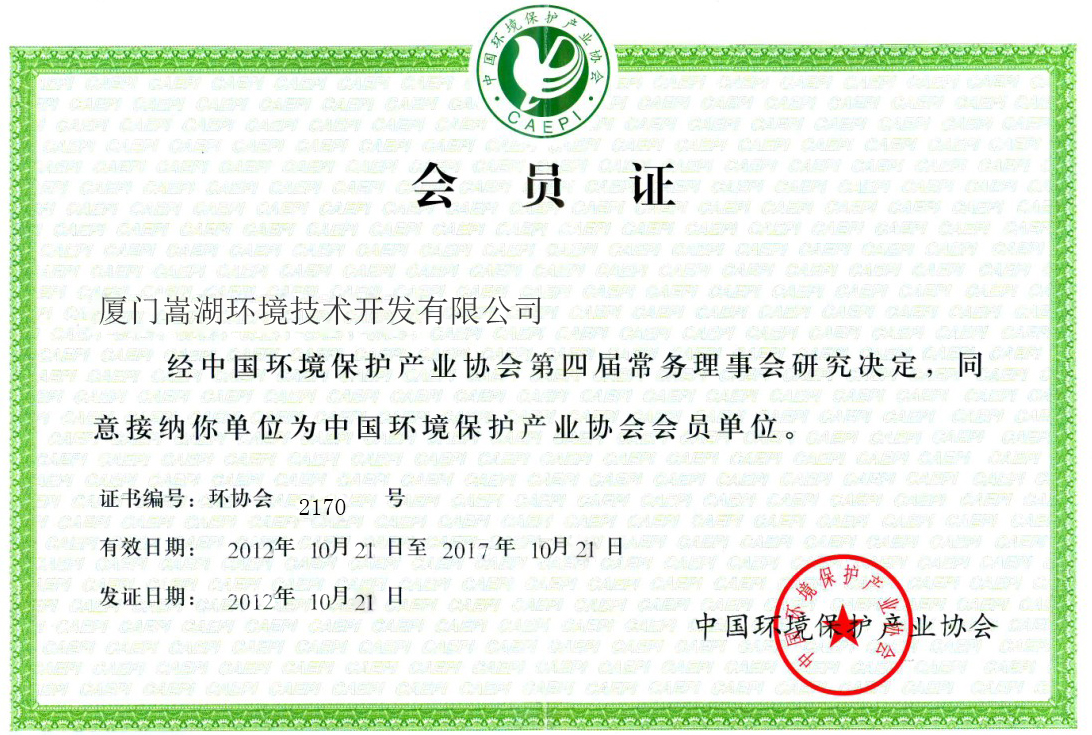 中国环境保护产业协会
CAEPI
会员证
厦门嵩湖环境技术开发有限公司
经中国环境保护产业协会第四届常务理事会研究决定，同
意接纳你单位为中国环境保护产业协会会员单位。
证书编号：环协会 2170 号
有效日期： 2012年 10月21 日至 2017年 10月21日
发证日期： 2012年 10月21 日
中国环境保护产业协会
中国环境保护产业协会